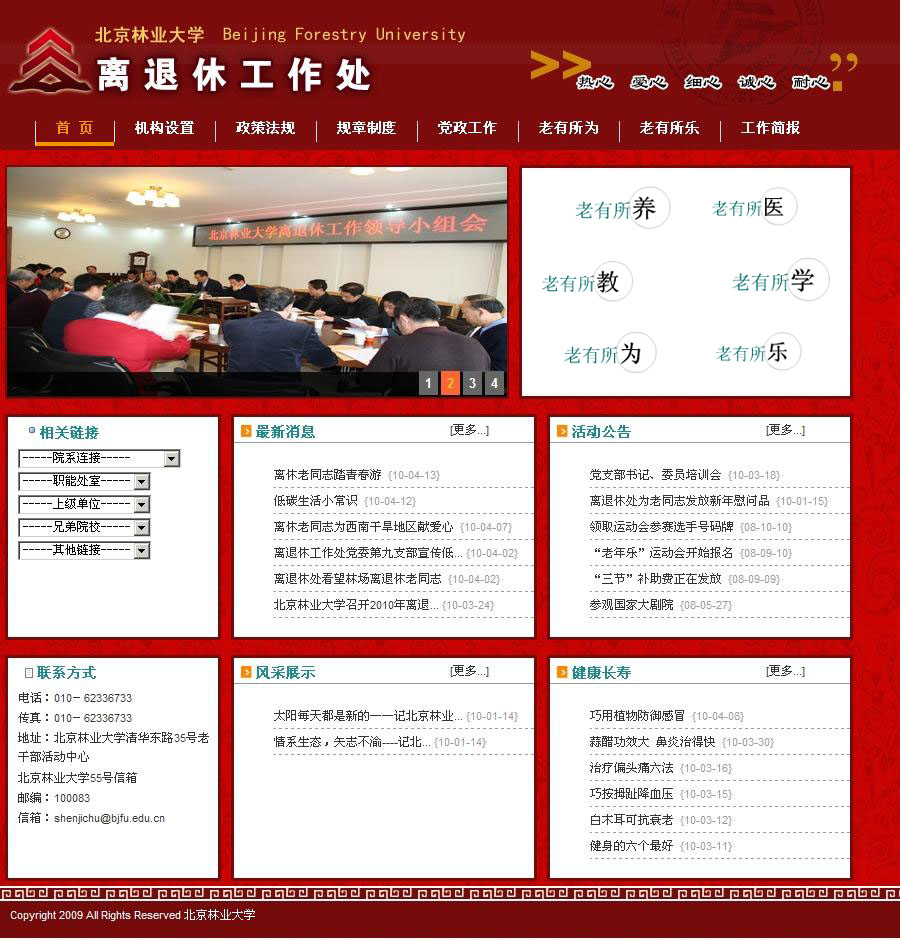 北京林业大学 Beijing Forestry University
离退休工作处
>> 热心 爱心 细心 诚心 耐心
首 页 机构设置 政策法规 规章制度 党政工作 老有所为 老有所乐 工作简报
北京林业大学离退休工作领导小组会
1 2 3 4
老有所养 老有所医
老有所教 老有所学
老有所为 老有所乐
相关链接
-----院系连接-----
-----职能处室-----
-----上级单位-----
-----兄弟院校-----
-----其他链接-----
最新消息 [更多...]
离休老同志踏青春游 {10-04-13}
低碳生活小常识 {10-04-12}
离休老同志为西南干旱地区献爱心 {10-04-07}
离退休工作处党委第九支部宣传低... {10-04-02}
离退休处看望林场离退休老同志 {10-04-02}
北京林业大学召开2010年离退... {10-03-24}
活动公告 [更多...]
党支部书记、委员培训会 {10-03-18}
离退休处为老同志发放新年慰问品 {10-01-15}
领取运动会参赛选手号码牌 {08-10-10}
“老年乐”运动会开始报名 {08-09-10}
“三节”补助费正在发放 {08-09-09}
参观国家大剧院 {08-05-27}
联系方式
电话：010－ 62336733
传真：010－ 62336733
地址：北京林业大学清华东路35号老
干部活动中心
北京林业大学55号信箱
邮编：100083
信箱：shenjichu@bjfu.edu.cn
风采展示 [更多...]
太阳每天都是新的一一记北京林业... {10-01-14}
情系生态，矢志不渝----记北... {10-01-14}
健康长寿 [更多...]
巧用植物防御感冒 {10-04-08}
蒜醋功效大 鼻炎治得快 {10-03-30}
治疗偏头痛六法 {10-03-16}
巧按拇趾降血压 {10-03-15}
白木耳可抗衰老 {10-03-12}
健身的六个最好 {10-03-11}
Copyright 2009 All Rights Reserved 北京林业大学